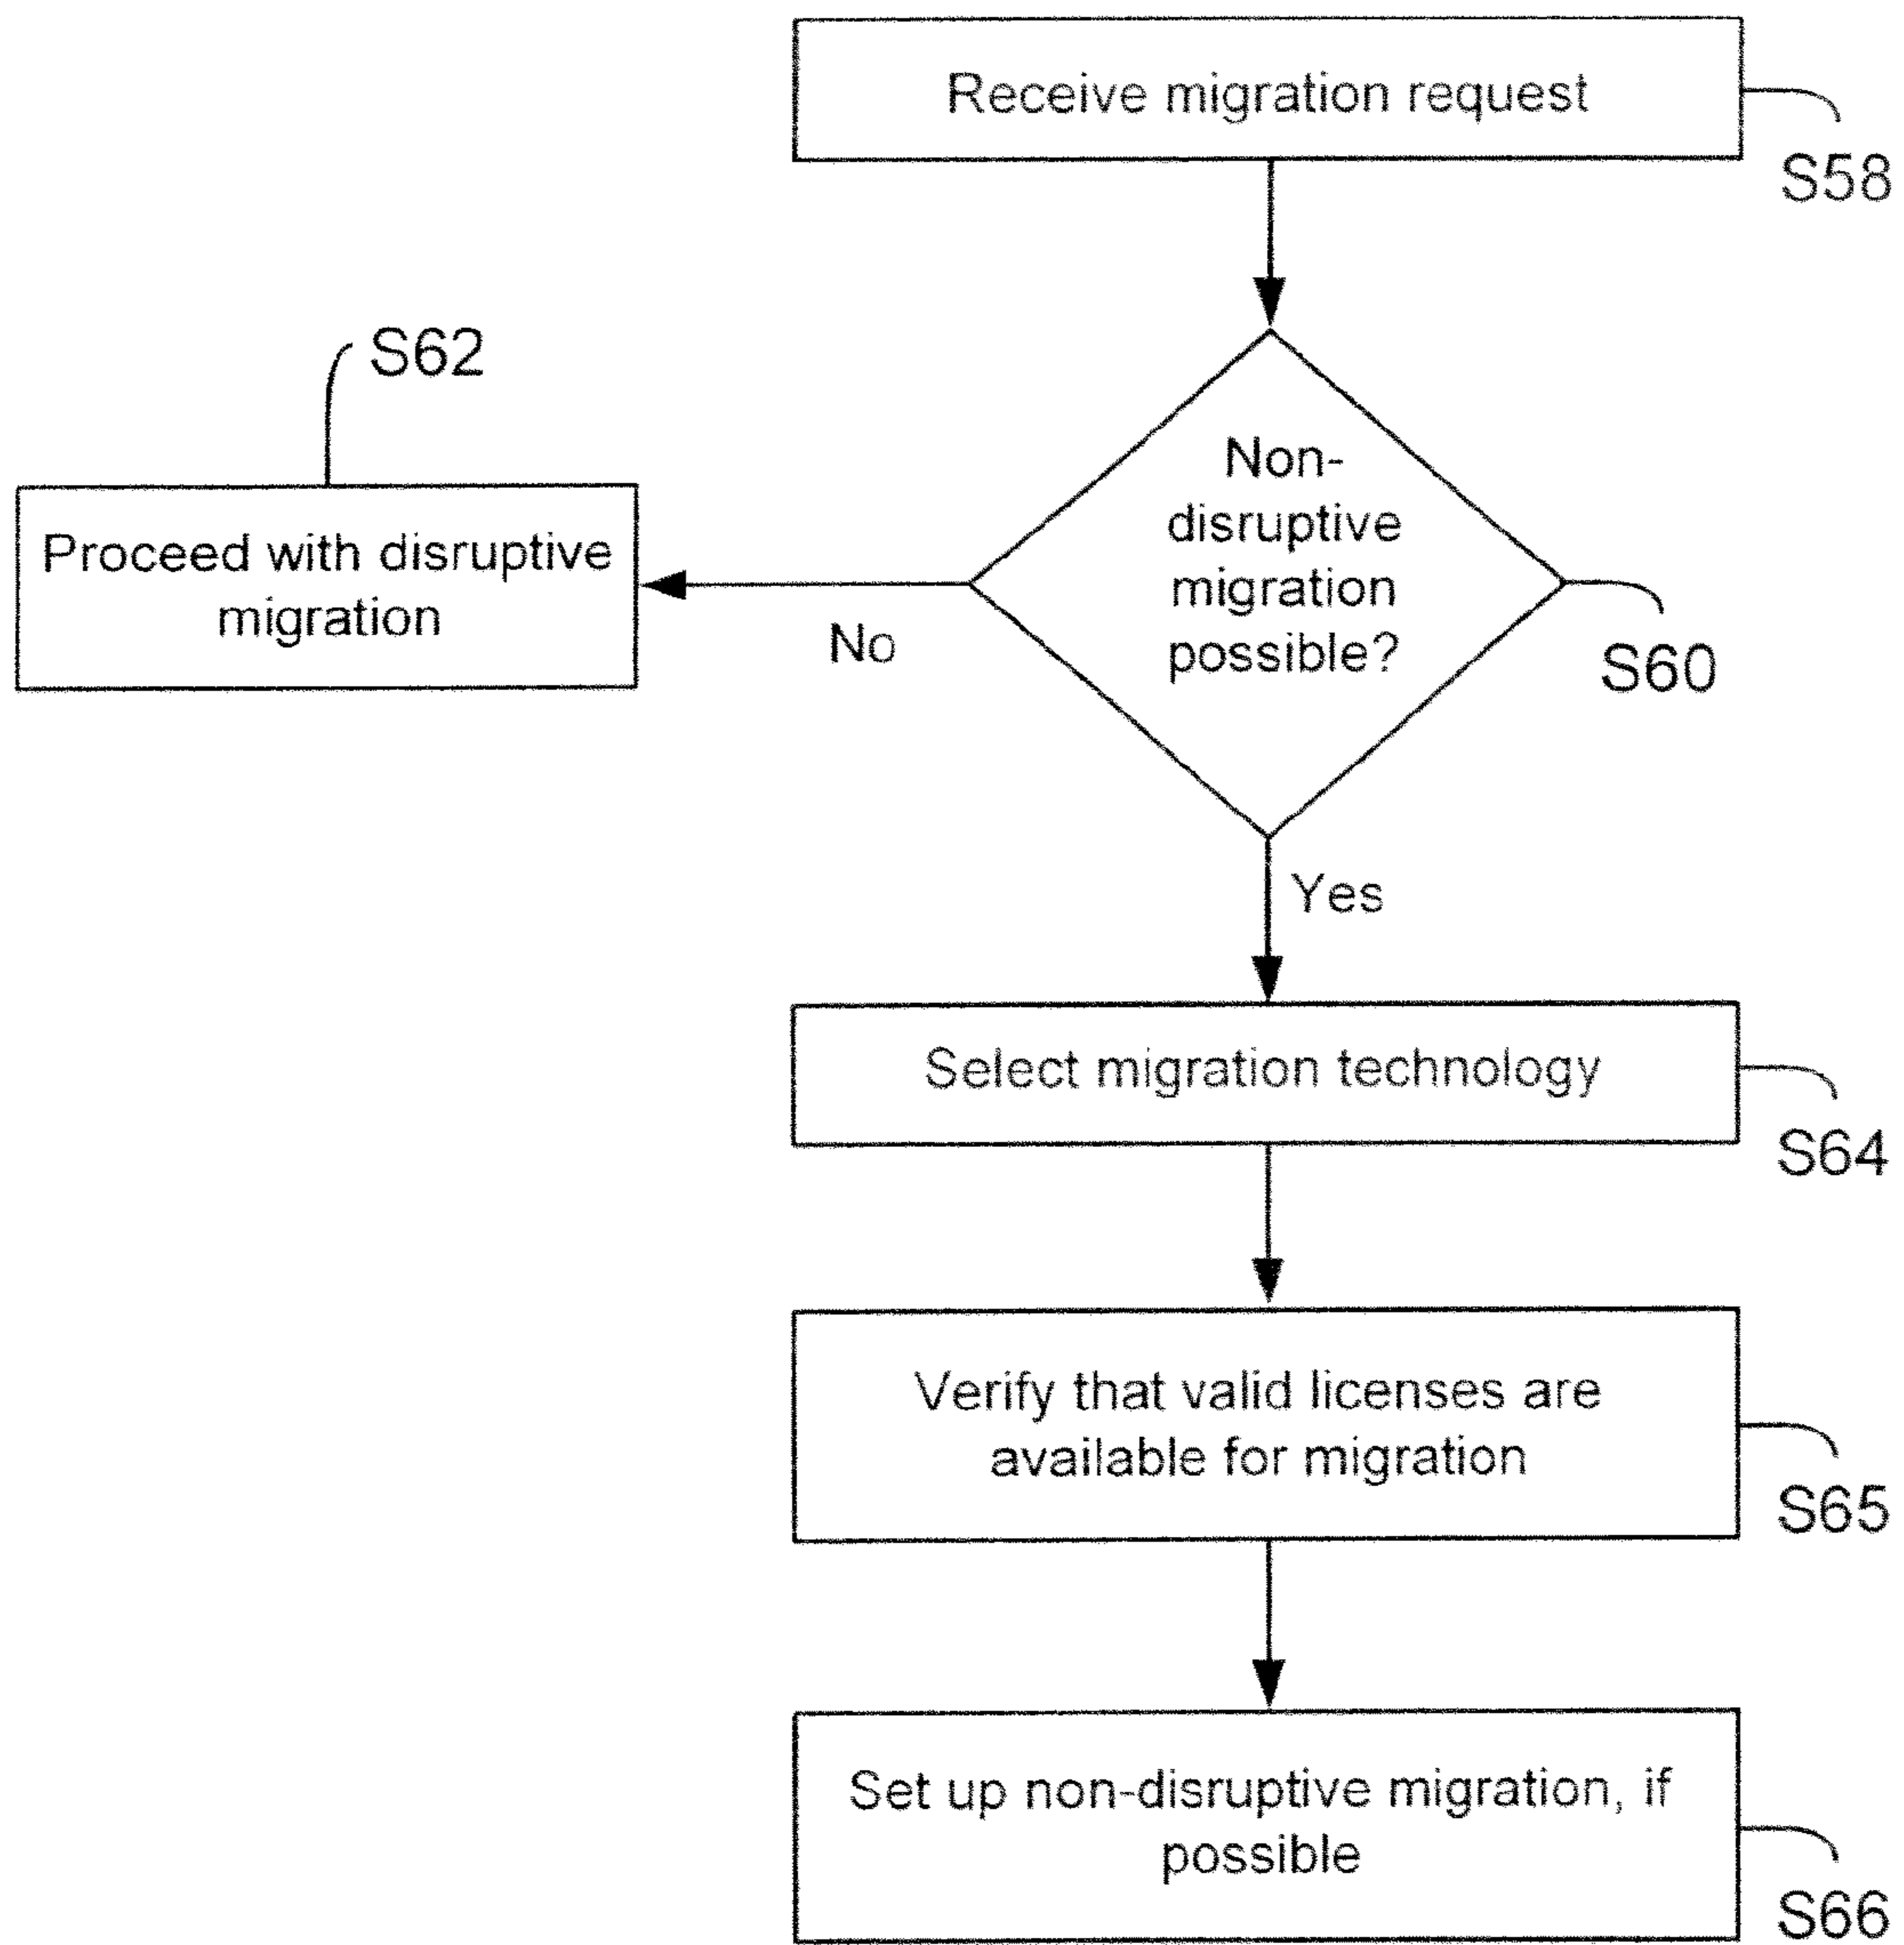 Receive migration request
S58
S62
Non-
disruptive
migration
possible?
Proceed with disruptive
migration
No
S60
Yes
Select migration technology
S64
Verify that valid licenses are
available for migration
S65
Set up non-disruptive migration, if
possible
S66